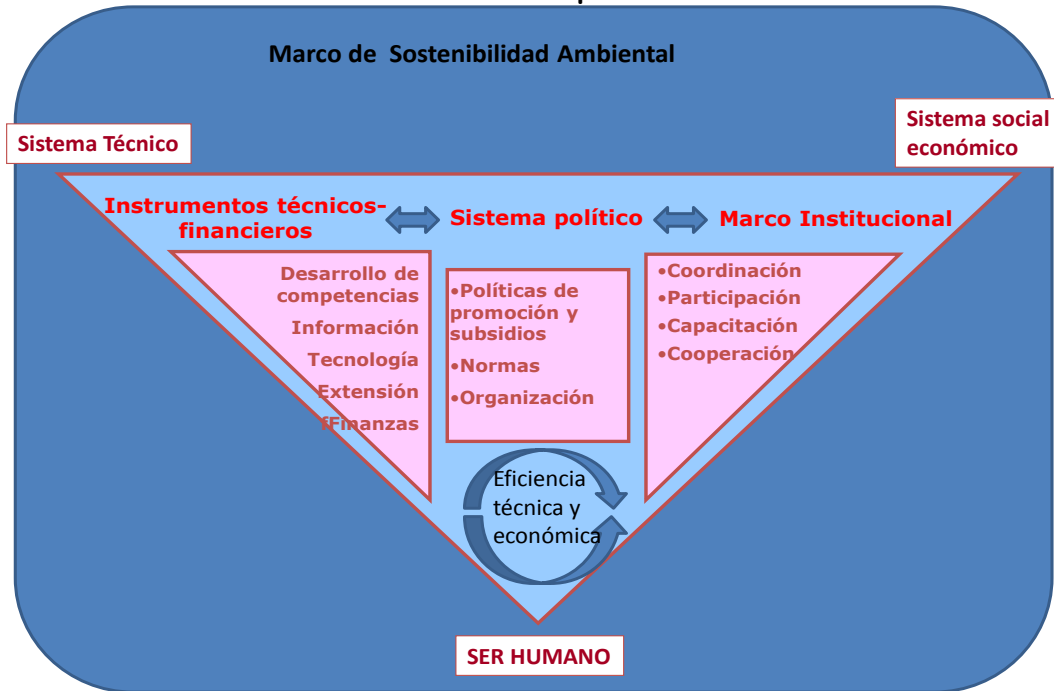 Marco de  Sostenibilidad Ambiental
Sistema Técnico
Sistema social
económico
Instrumentos técnicos-
financieros
Sistema político
Marco Institucional
Desarrollo de
competencias
Información
Tecnología
Extensión
fFinanzas
•Políticas de
promoción y
subsidios
•Normas
•Organización
•Coordinación
•Participación
•Capacitación
•Cooperación
Eficiencia
técnica y
económica
SER HUMANO